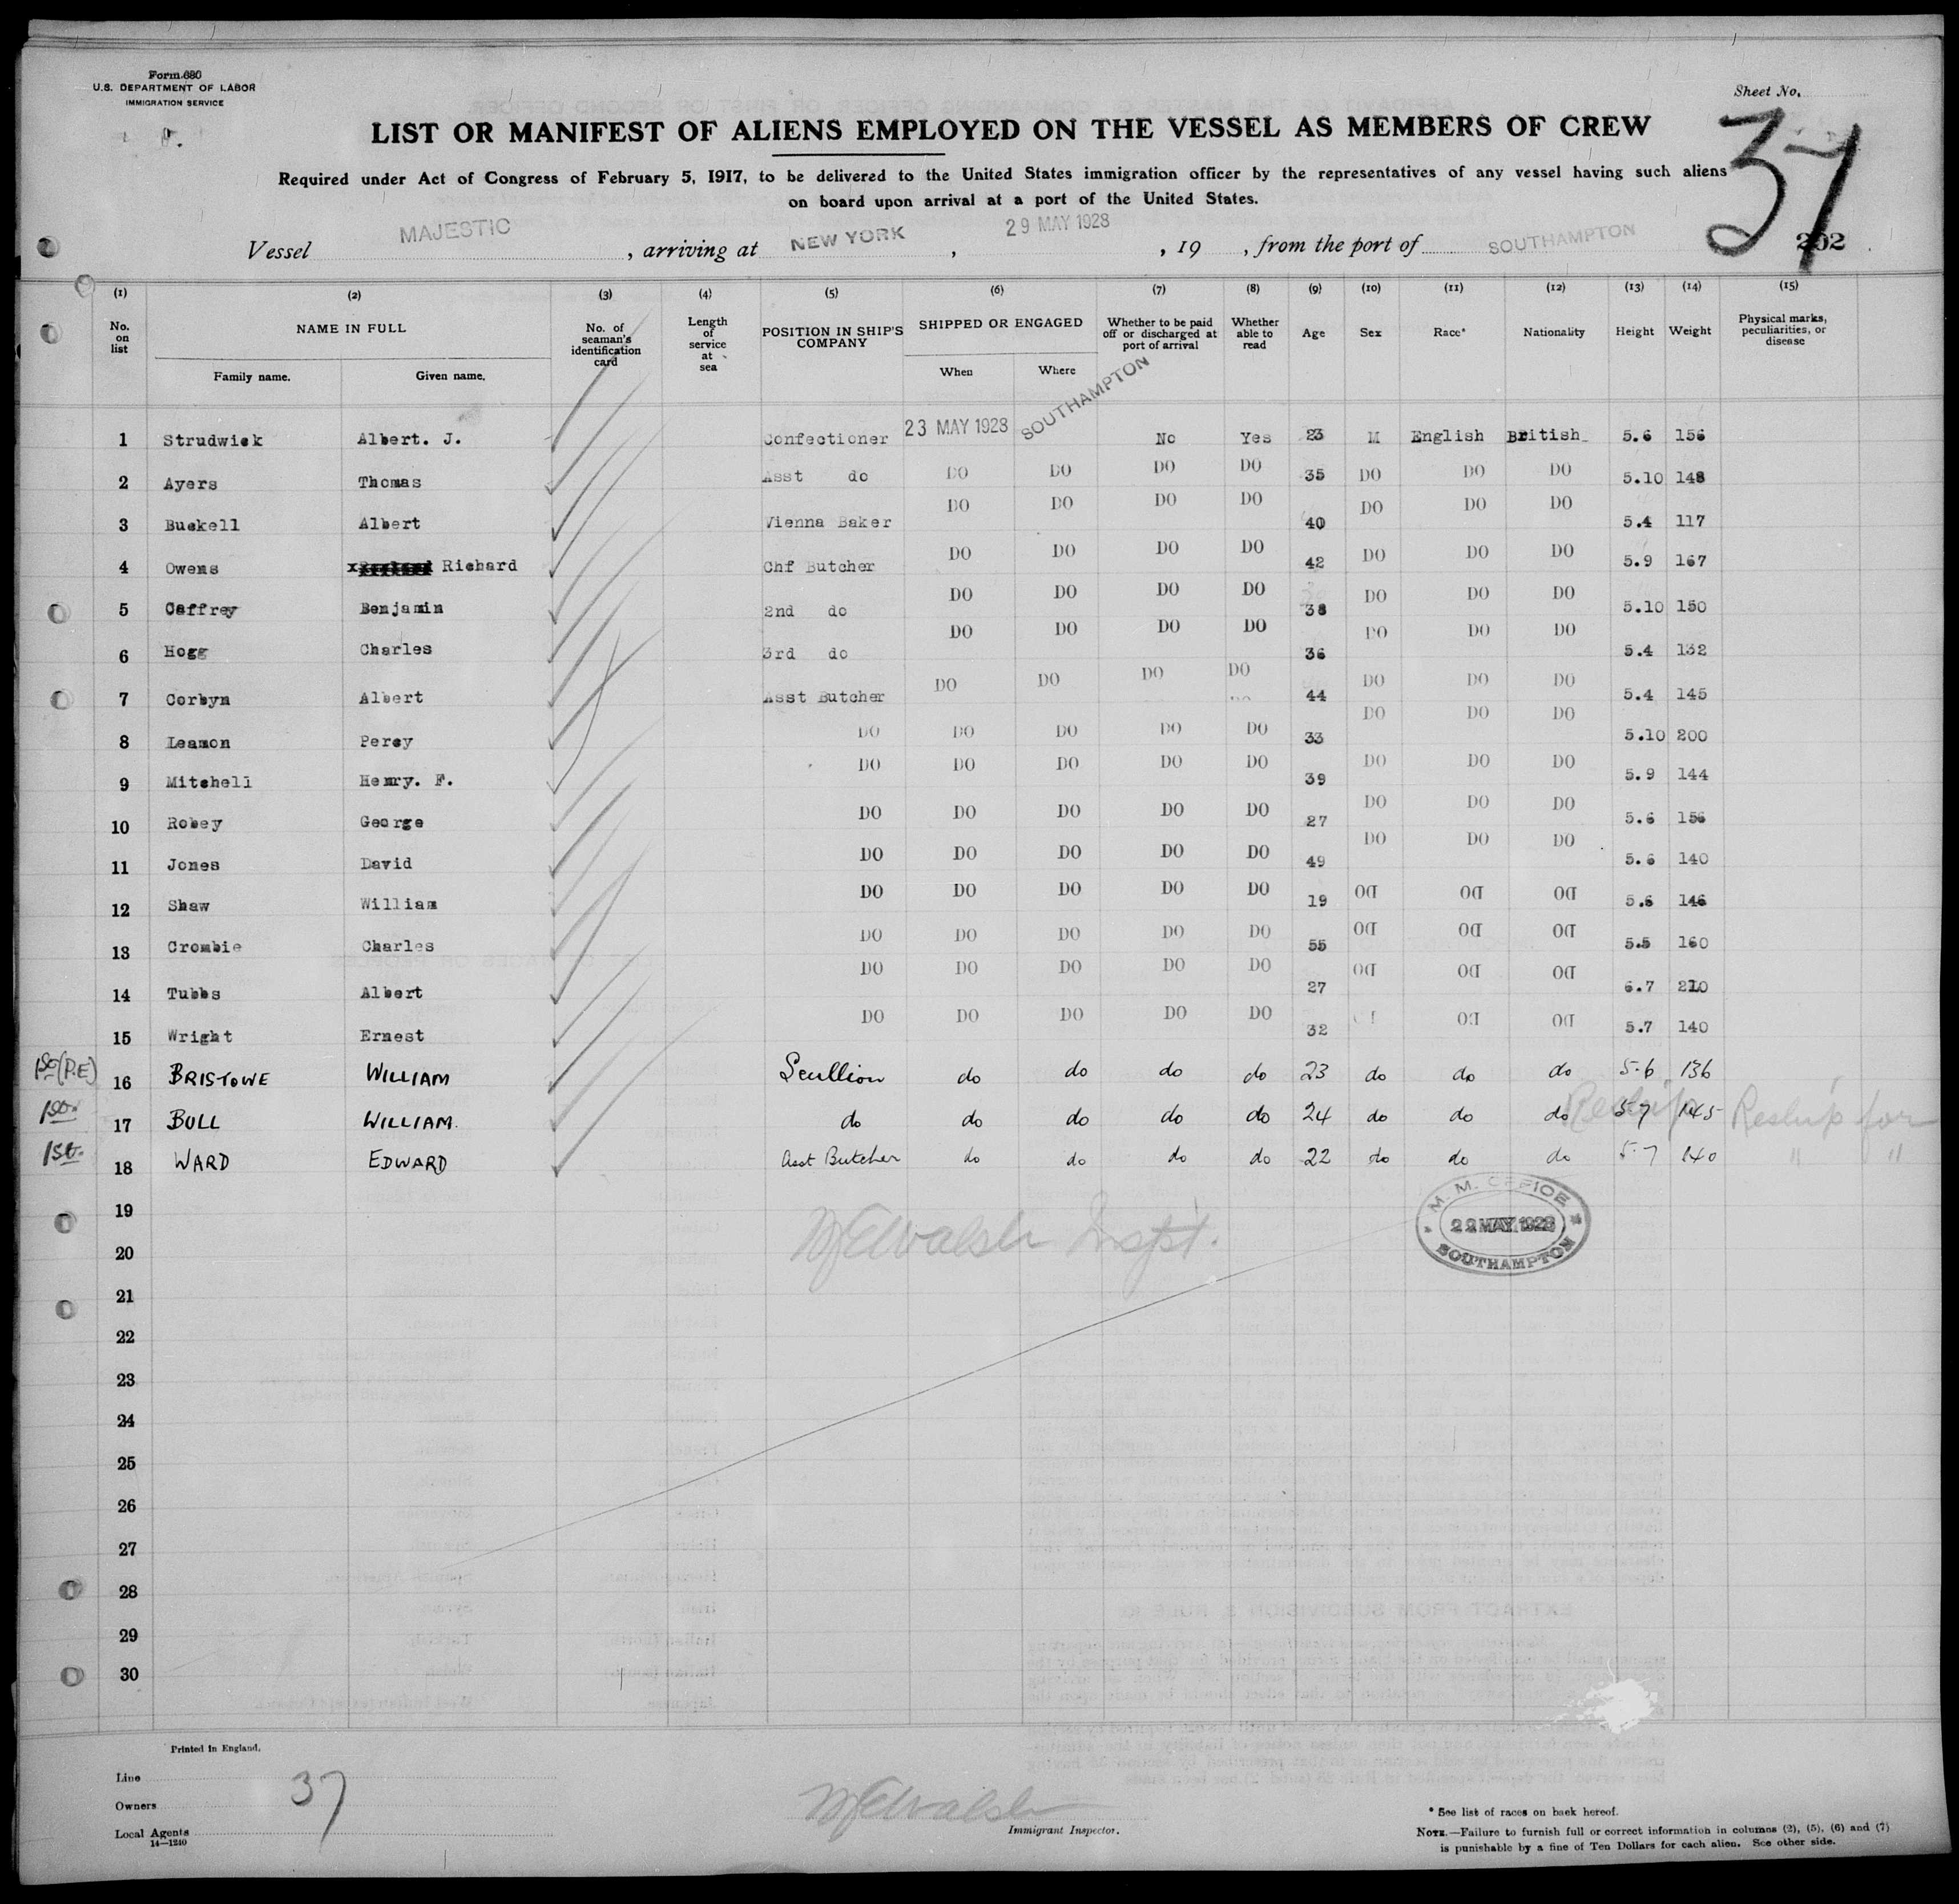 Form 680
U.S. DEPARTMENT OF LABOR
IMMIGRATION SERVICE
Sheet No.
37
LIST OR MANIFEST OF ALIENS EMPLOYED ON THE VESSEL AS MEMBERS OF CREW
Required under Act of Congress of February 5, 1917, to be delivered to the United States immigration officer by the representatives of any vessel having such aliens
on board upon arrival at a port of the United States.
Vessel MAJESTIC, arriving at NEW YORK, 29 MAY 1928, 19 , from the port of SOUTHAMPTON 202
(1) (2) (3) (4) (5) (6) (7) (8) (9) (10) (11) (12) (13) (14) (15)
No. on list NAME IN FULL No. of seaman's identification card Length of service at sea POSITION IN SHIP'S COMPANY SHIPPED OR ENGAGED Whether to be paid off or discharged at port of arrival Whether able to read Age Sex Race* Nationality Height Weight Physical marks, peculiarities, or disease
Family name. Given name. When Where
1 Strudwick Albert. J. Confectioner 23 MAY 1928 SOUTHAMPTON No Yes 23 M English British 5.6 156
2 Ayers Thomas Asst do DO DO DO DO 35 DO DO DO 5.10 148
3 Buckell Albert Vienna Baker DO DO DO DO 40 DO DO DO 5.4 117
4 Owens Richard Chf Butcher DO DO DO DO 42 DO DO DO 5.9 167
5 Caffrey Benjamin 2nd do DO DO DO DO 38 DO DO DO 5.10 150
6 Hogg Charles 3rd do DO DO DO DO 36 DO DO DO 5.4 132
7 Corbyn Albert Asst Butcher DO DO DO DO 44 DO DO DO 5.4 145
8 Leamon Percy DO DO DO DO DO 33 DO DO DO 5.10 200
9 Mitchell Henry. F. DO DO DO DO DO 39 DO DO DO 5.9 144
10 Robey George DO DO DO DO DO 27 DO DO DO 5.6 156
11 Jones David DO DO DO DO DO 49 DO DO DO 5.6 140
12 Shaw William DO DO DO DO DO 19 DO DO DO 5.6 146
13 Crombie Charles DO DO DO DO DO 55 DO DO DO 5.5 160
14 Tubbs Albert DO DO DO DO DO 27 DO DO DO 6.7 210
15 Wright Ernest DO DO DO DO DO 32 DO DO 5.7 140
1st (P.E) 16 BRISTOWE WILLIAM Scullion do do do do 23 do do do 5.6 136
1st. 17 BULL WILLIAM. do do do do do 24 do do do 5.7 145 Reship Reship for
1st. 18 WARD EDWARD Asst Butcher do do do do 22 do do do 5.7 140 " "
19
M. M. OFFICE
22 MAY 1928
SOUTHAMPTON
20
21
22
23
24
25
26
27
28
29
30
Printed in England.
Line
Owners
Local Agents
14—1240
37
Immigrant Inspector.
* See list of races on back hereof.
NOTE.—Failure to furnish full or correct information in columns (2), (5), (6) and (7)
is punishable by a fine of Ten Dollars for each alien. See other side.